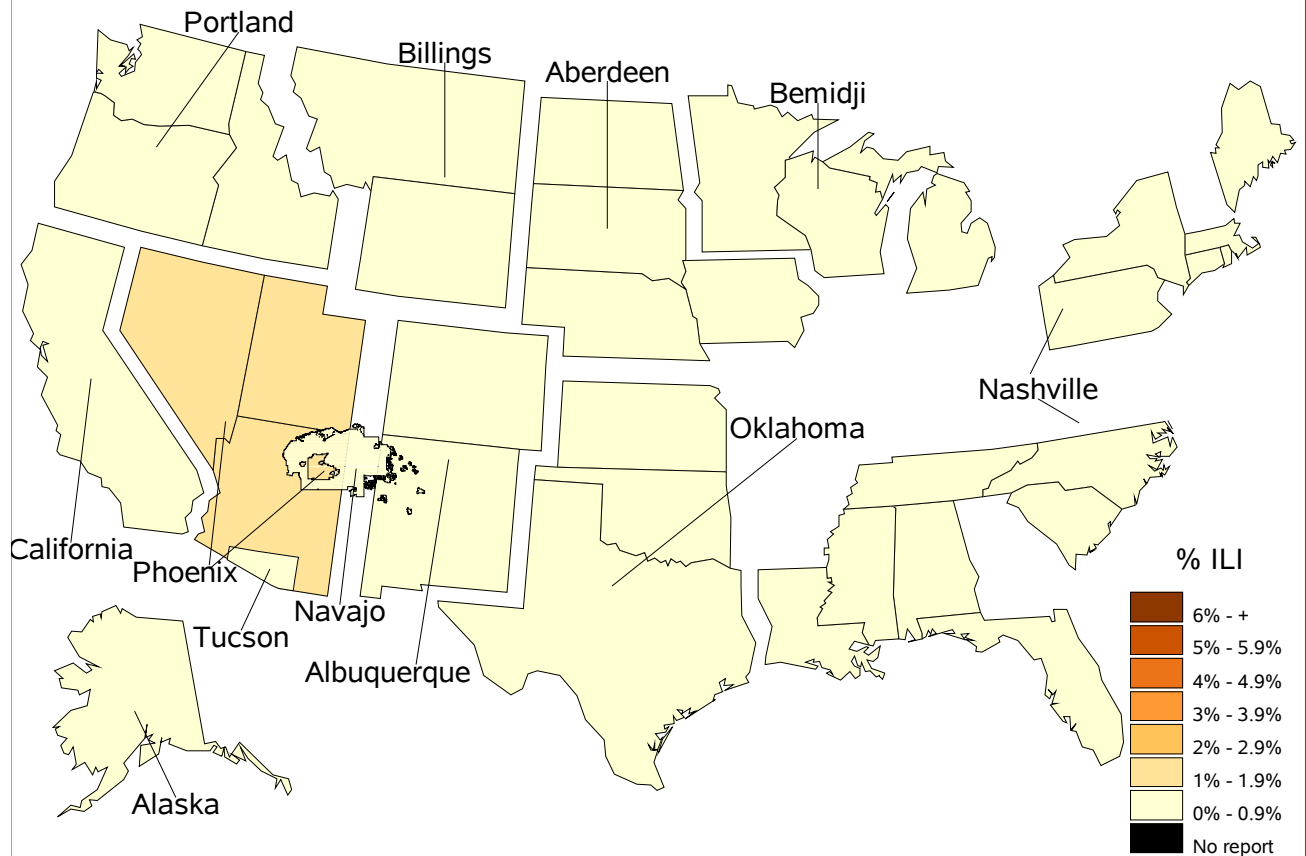 Portland
Billings
Aberdeen
Bemidji
Nashville
Oklahoma
California
Phoenix
Navajo
Tucson
Albuquerque
Alaska
% ILI
6% - +
5% - 5.9%
4% - 4.9%
3% - 3.9%
2% - 2.9%
1% - 1.9%
0% - 0.9%
No report